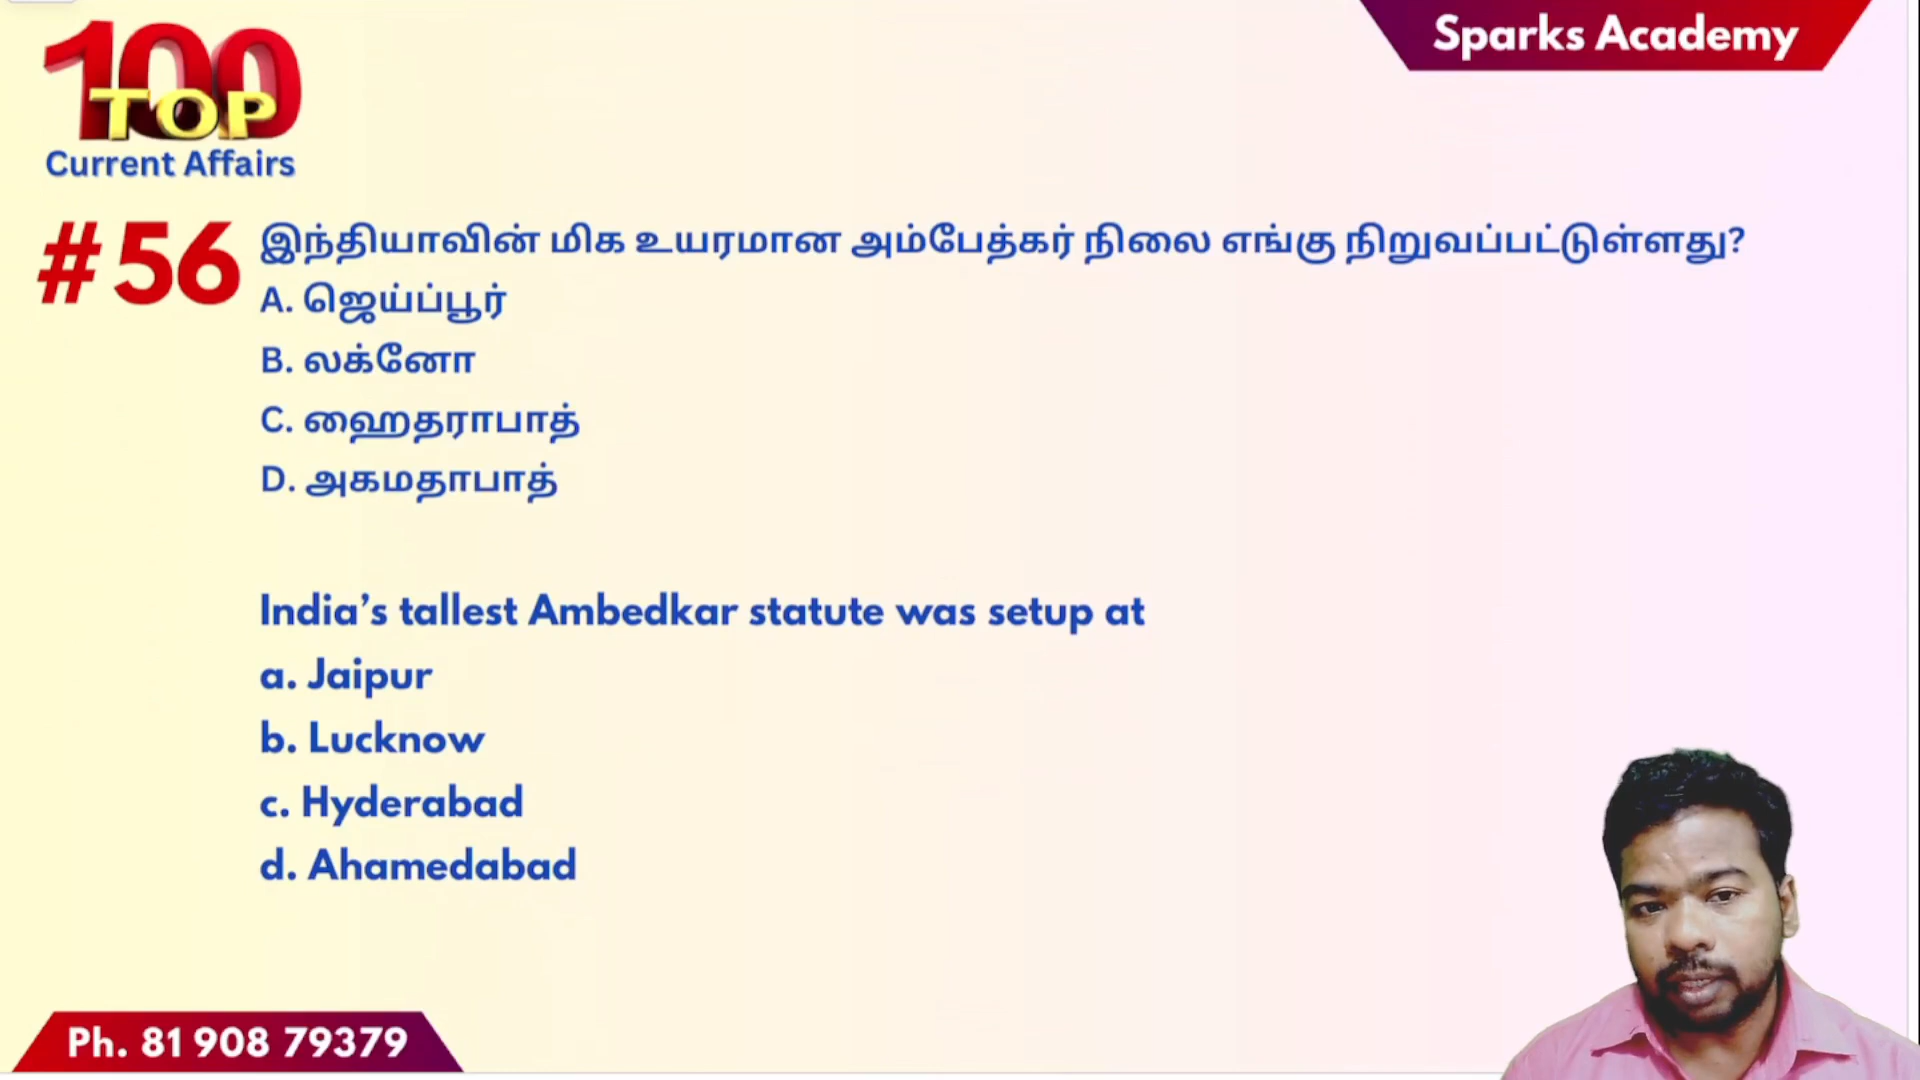 Sparks Academy
100
TOP
Current Affairs
#56
இந்தியாவின் மிக உயரமான அம்பேத்கர் நிலை எங்கு நிறுவப்பட்டுள்ளது?
A. ஜெய்ப்பூர்
B. லக்னோ
C. ஹைதராபாத்
D. அகமதாபாத்
India’s tallest Ambedkar statute was setup at
a. Jaipur
b. Lucknow
c. Hyderabad
d. Ahamedabad
Ph. 81 908 79379